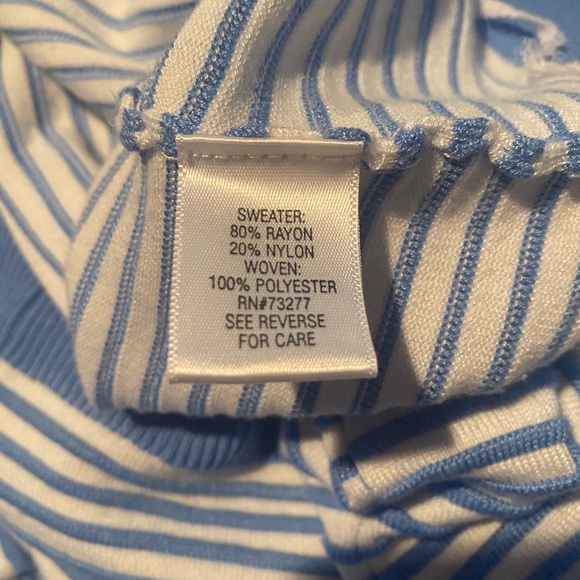 SWEATER:
80% RAYON
20% NYLON
WOVEN:
100% POLYESTER
RN#73277
SEE REVERSE
FOR CARE